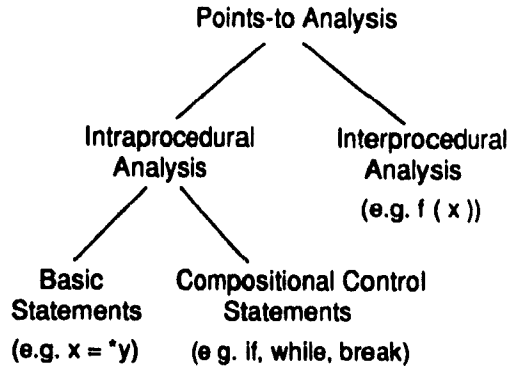 Points-to Analysis
Intraprocedural
Analysis
Interprocedural
Analysis
(e.g. f ( x ))
Basic
Statements
(e.g. x = *y)
Compositional Control
Statements
(e g. if, while, break)